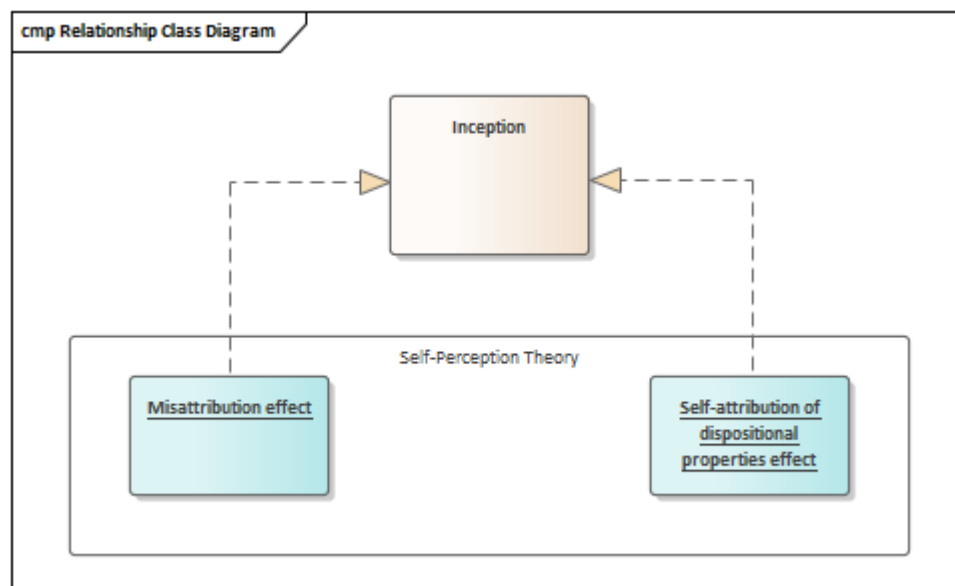 cmp Relationship Class Diagram
Inception
Self-Perception Theory
Misattribution effect
Self-attribution of
dispositional
properties effect